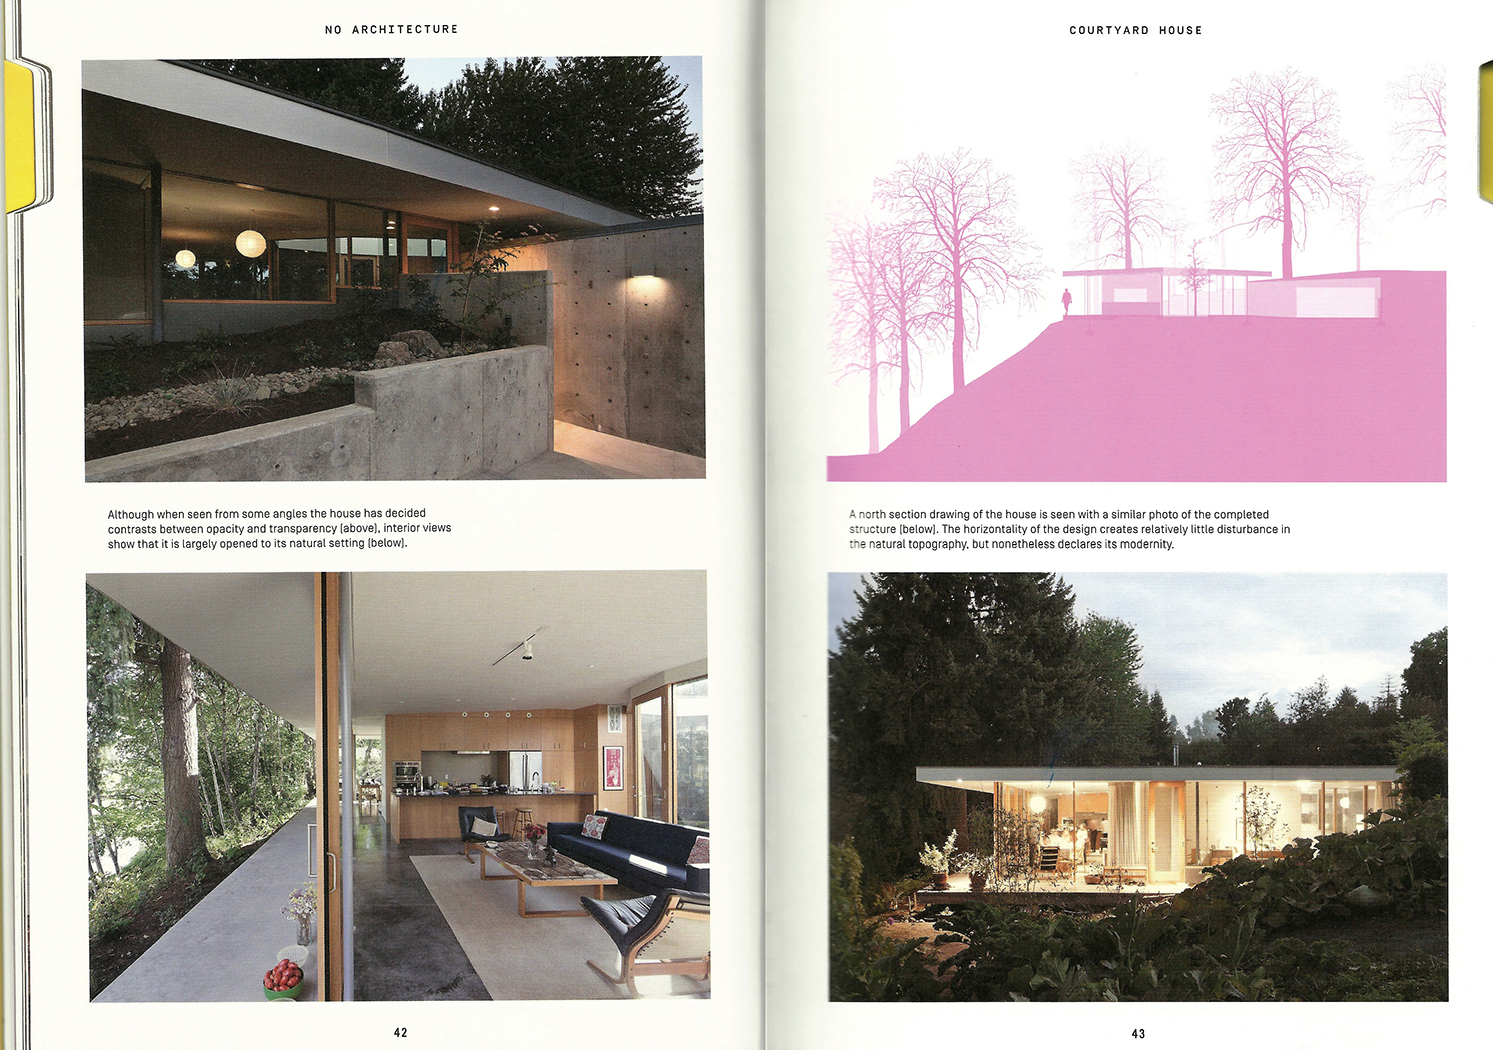 NO ARCHITECTURE
Although when seen from some angles the house has decided
contrasts between opacity and transparency (above), interior views
show that it is largely opened to its natural setting (below).
42
COURTYARD HOUSE
A north section drawing of the house is seen with a similar photo of the completed
structure (below). The horizontality of the design creates relatively little disturbance in
the natural topography, but nonetheless declares its modernity.
43